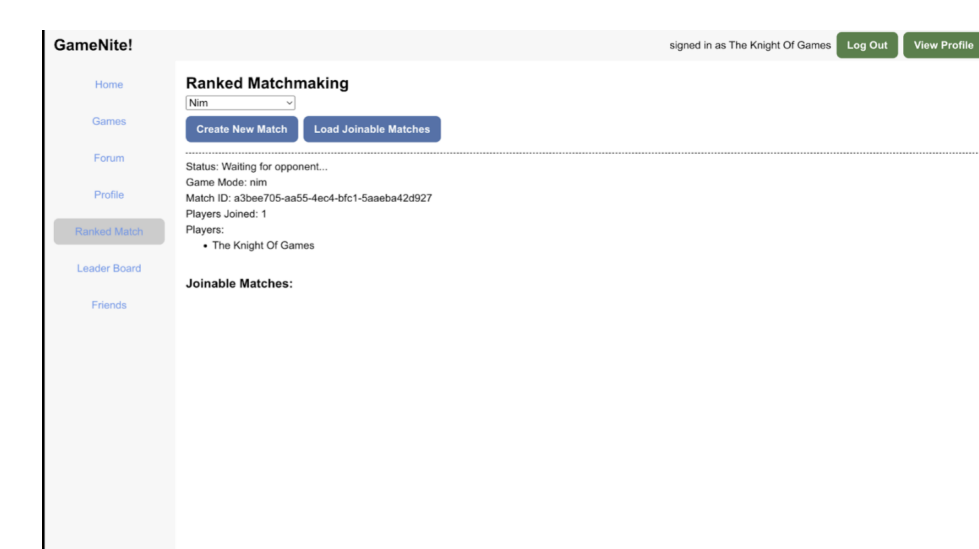 GameNite!
signed in as The Knight Of Games
Log Out
View Profile
Home
Games
Forum
Profile
Ranked Match
Leader Board
Friends
Ranked Matchmaking
Nim
Create New Match
Load Joinable Matches
Status: Waiting for opponent...
Game Mode: nim
Match ID: a3bee705-aa55-4ec4-bfc1-5aaeba42d927
Players Joined: 1
Players:
• The Knight Of Games
Joinable Matches: